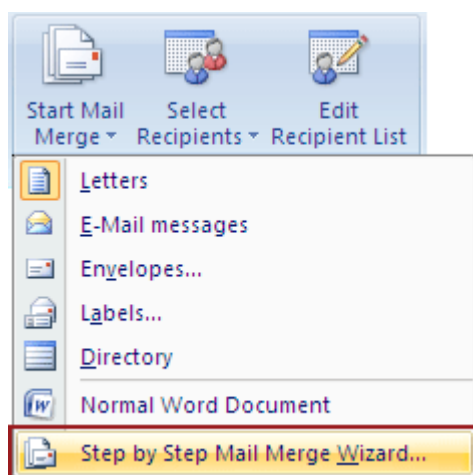 Start Mail Merge
Select Recipients
Edit Recipient List
Letters
E-Mail messages
Envelopes...
Labels...
Directory
Normal Word Document
Step by Step Mail Merge Wizard...